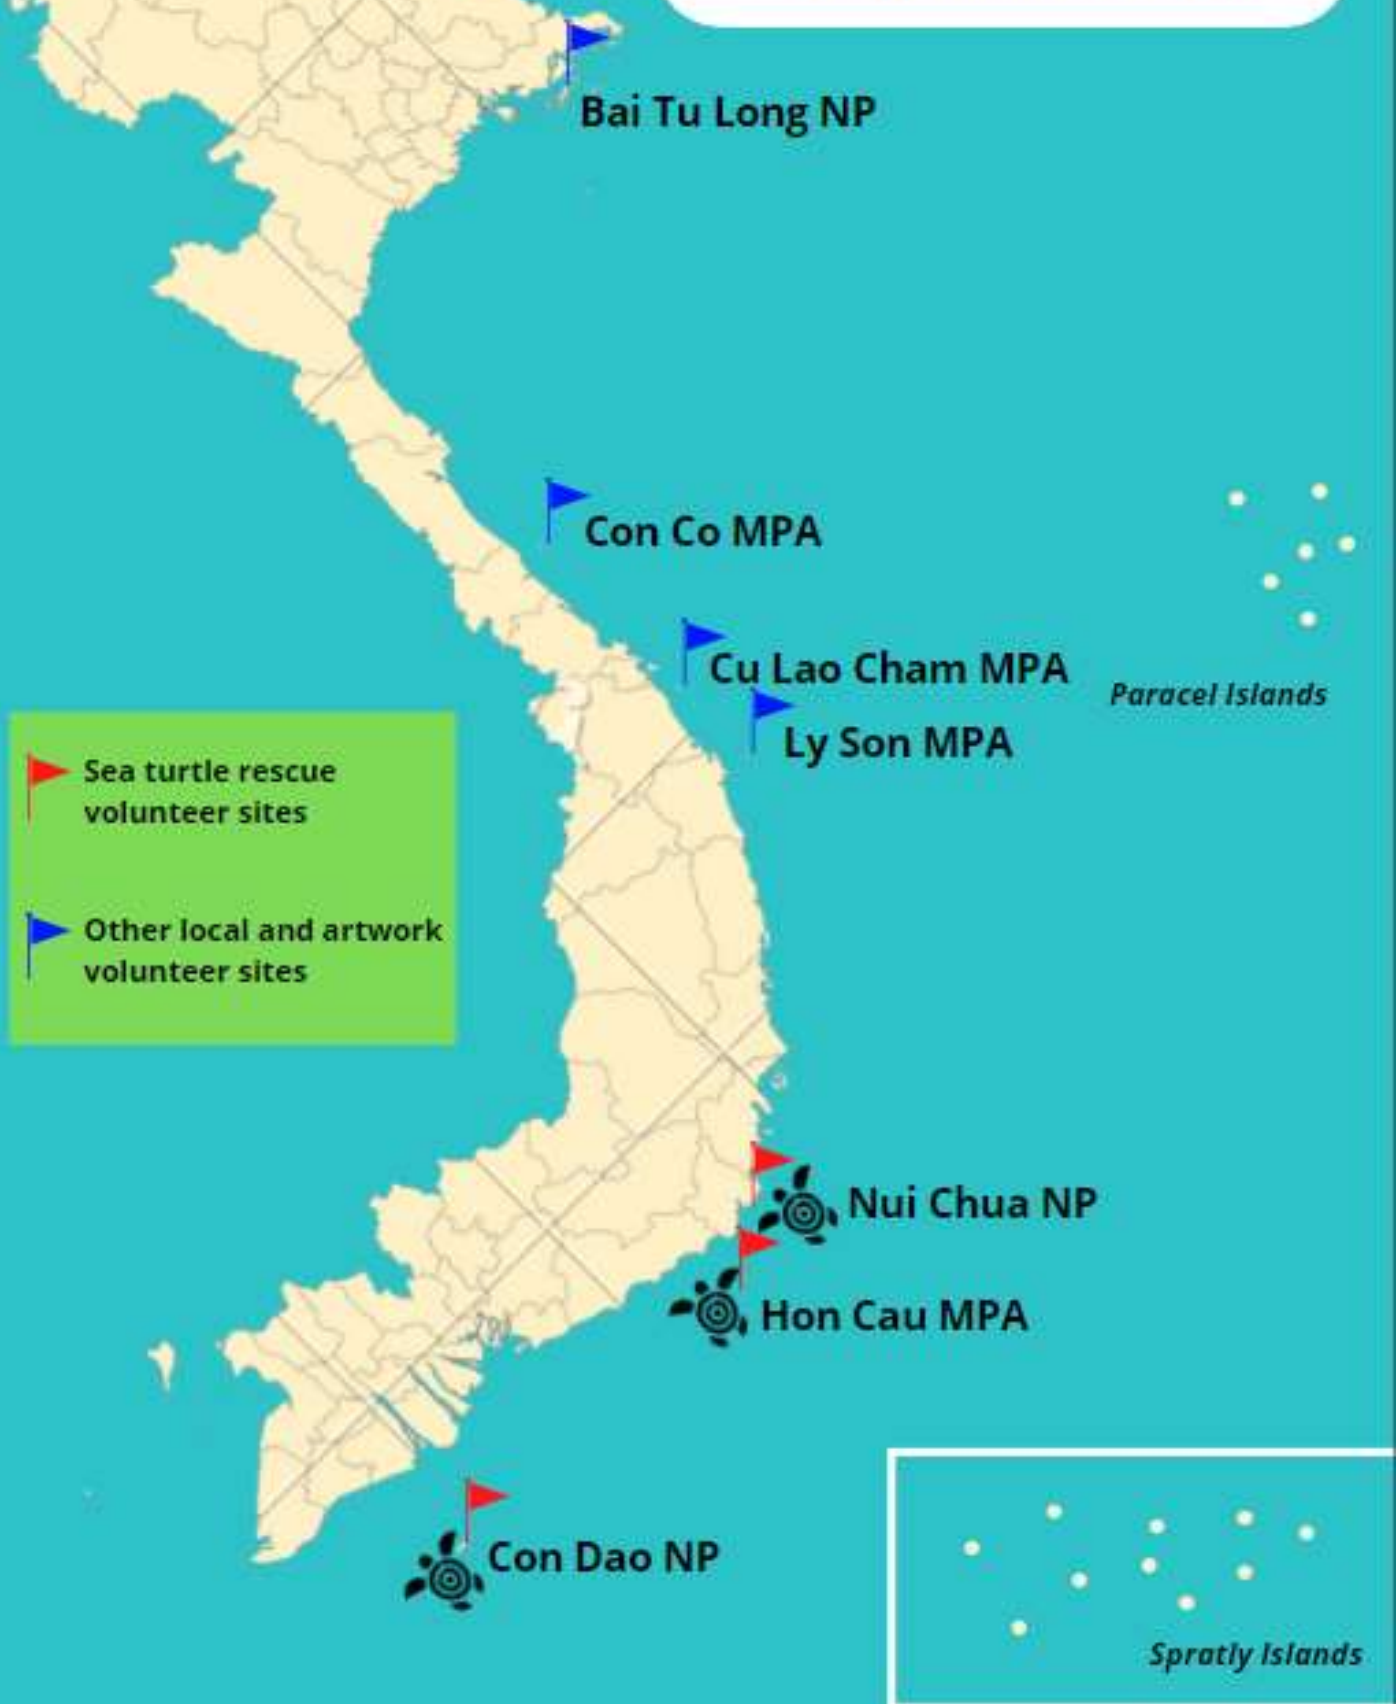 Bai Tu Long NP
Con Co MPA
Cu Lao Cham MPA
Paracel Islands
Ly Son MPA
Sea turtle rescue
volunteer sites
Other local and artwork
volunteer sites
Nui Chua NP
Hon Cau MPA
Con Dao NP
Spratly Islands